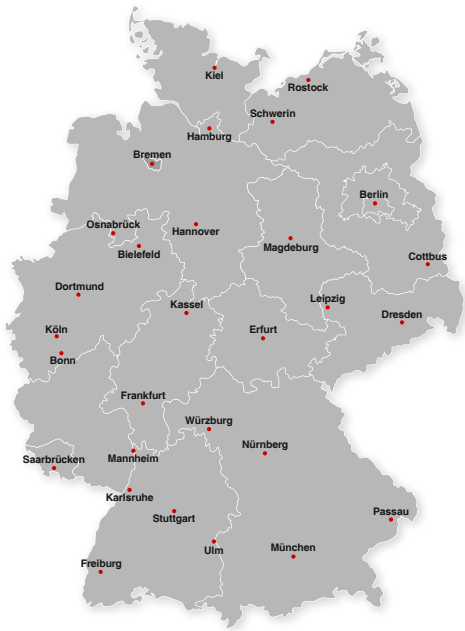 Kiel
Rostock
Schwerin
Hamburg
Bremen
Berlin
Osnabrück
Hannover
Bielefeld
Magdeburg
Cottbus
Dortmund
Kassel
Leipzig
Dresden
Köln
Erfurt
Bonn
Frankfurt
Würzburg
Nürnberg
Saarbrücken
Mannheim
Karlsruhe
Stuttgart
Passau
Ulm
München
Freiburg